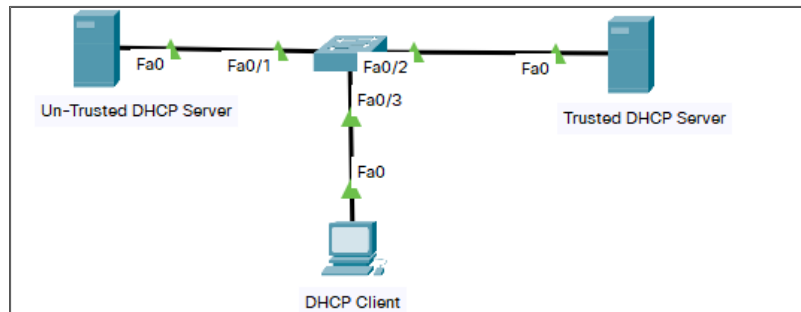 Fa0
Fa0/1
Fa0/2
Fa0
Un-Trusted DHCP Server
Fa0/3
Trusted DHCP Server
Fa0
DHCP Client